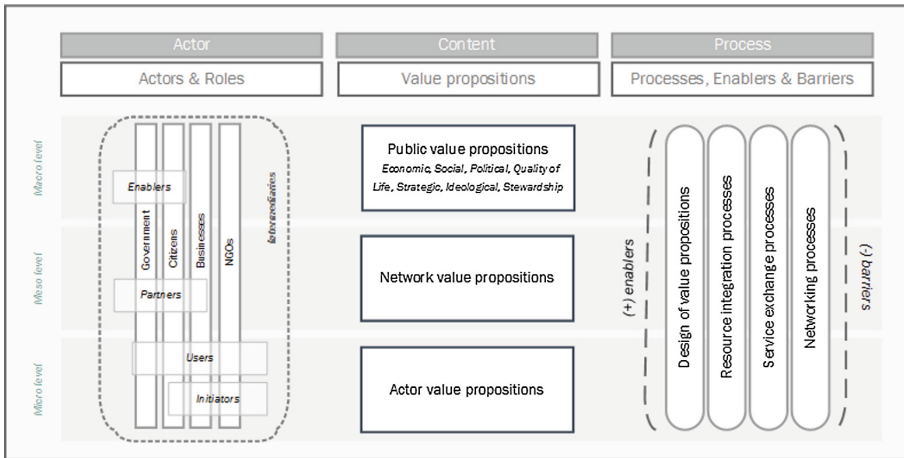 Actor
Content
Process
Actors & Roles
Value propositions
Processes, Enablers & Barriers
Macro level
Meso level
Micro level
Enablers
Partners
Users
Initiators
Government
Citizens
Businesses
NGOs
Intermediaries
Public value propositions
Economic, Social, Political, Quality of
Life, Strategic, Ideological, Stewardship
Network value propositions
Actor value propositions
(+) enablers
Design of value propositions
Resource integration processes
Service exchange processes
Networking processes
(-) barriers